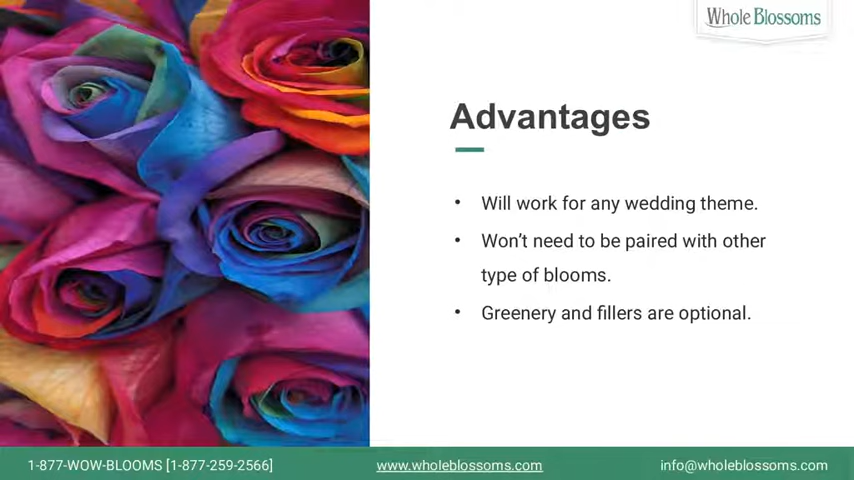 Whole Blossoms
Advantages
• Will work for any wedding theme.
• Won’t need to be paired with other
type of blooms.
• Greenery and fillers are optional.
1-877-WOW-BLOOMS [1-877-259-2566] www.wholeblossoms.com info@wholeblossoms.com